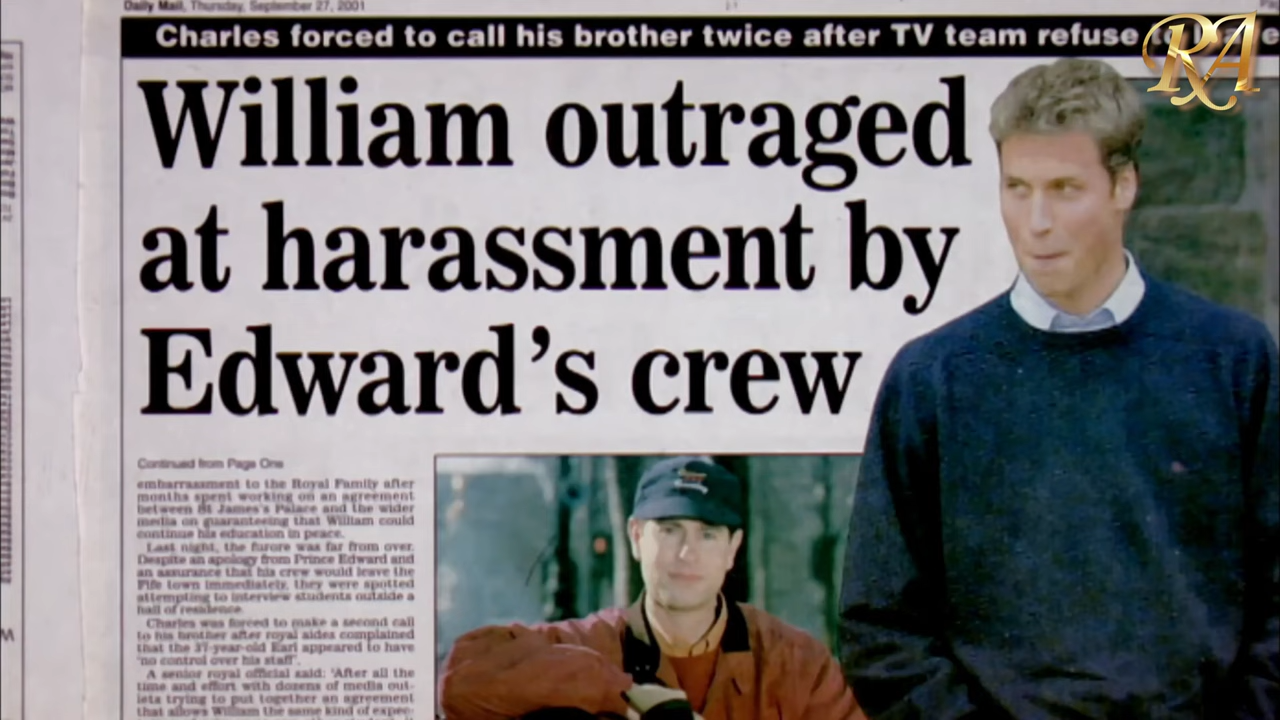 Daily Mail, Thursday, September 27, 2001
RA
Charles forced to call his brother twice after TV team refuse
William outraged
at harassment by
Edward's crew
Continued from Page One
embarrassment to the Royal Family after
months spent working on an agreement
between St James's Palace and the wider
media on guaranteeing that William could
continue his education in peace.
Last night, the furore was far from over.
Despite an apology from Prince Edward and
an assurance that his crew would leave the
Fife town immediately, they were spotted
attempting to interview students outside a
hall of residence.
Charles was forced to make a second call
to his brother after royal aides complained
that the 37-year-old Earl appeared to have
'no control over his staff'.
A senior royal official said: 'After all the
time and effort with dozens of media out-
lets trying to put together an agreement
that allows William the same kind of expec-